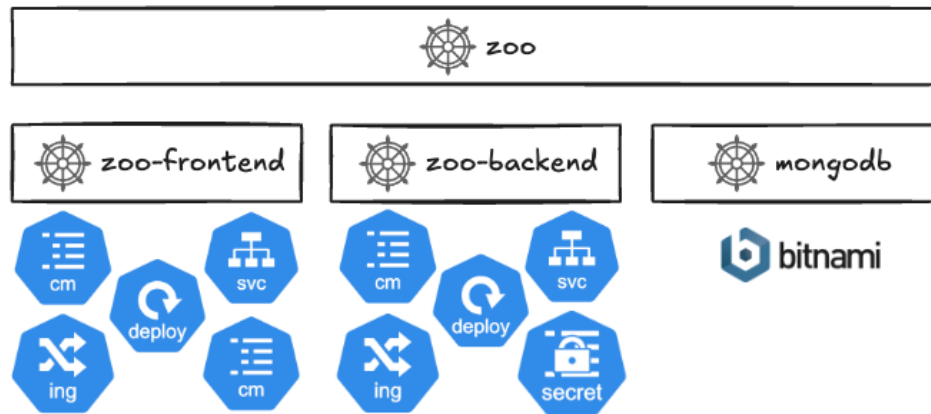 zoo
zoo-frontend
zoo-backend
mongodb
cm
svc
deploy
ing
cm
cm
svc
deploy
ing
secret
bitnami